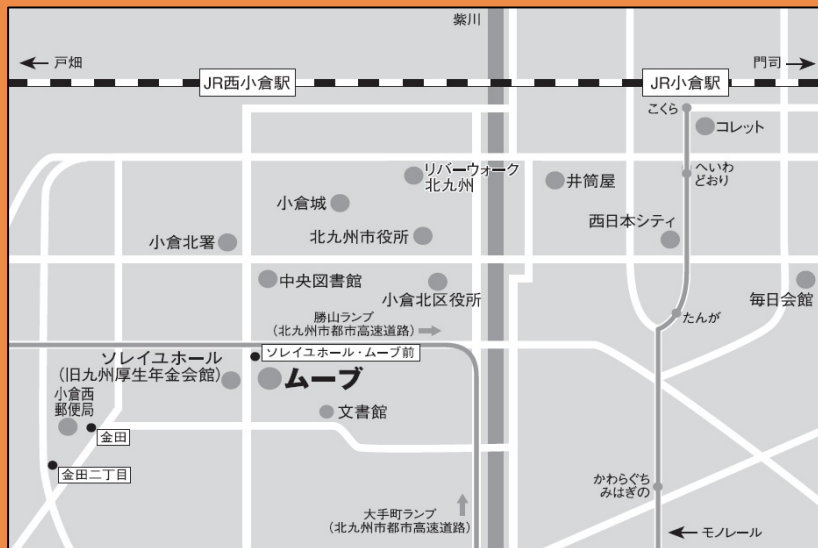 紫川
戸畑
門司
JR西小倉駅
JR小倉駅
こくら
コレット
リバーウォーク
北九州
井筒屋
へいわ
どおり
小倉城
小倉北署
北九州市役所
西日本シティ
中央図書館
小倉北区役所
毎日会館
勝山ランプ
(北九州市都市高速道路)
たんが
ソレイユホール・ムーブ前
ソレイユホール
(旧九州厚生年金会館)
ムーブ
小倉西
郵便局
文書館
金田
金田二丁目
かわらぐち
みはぎの
大手町ランプ
(北九州市都市高速道路)
モノレール